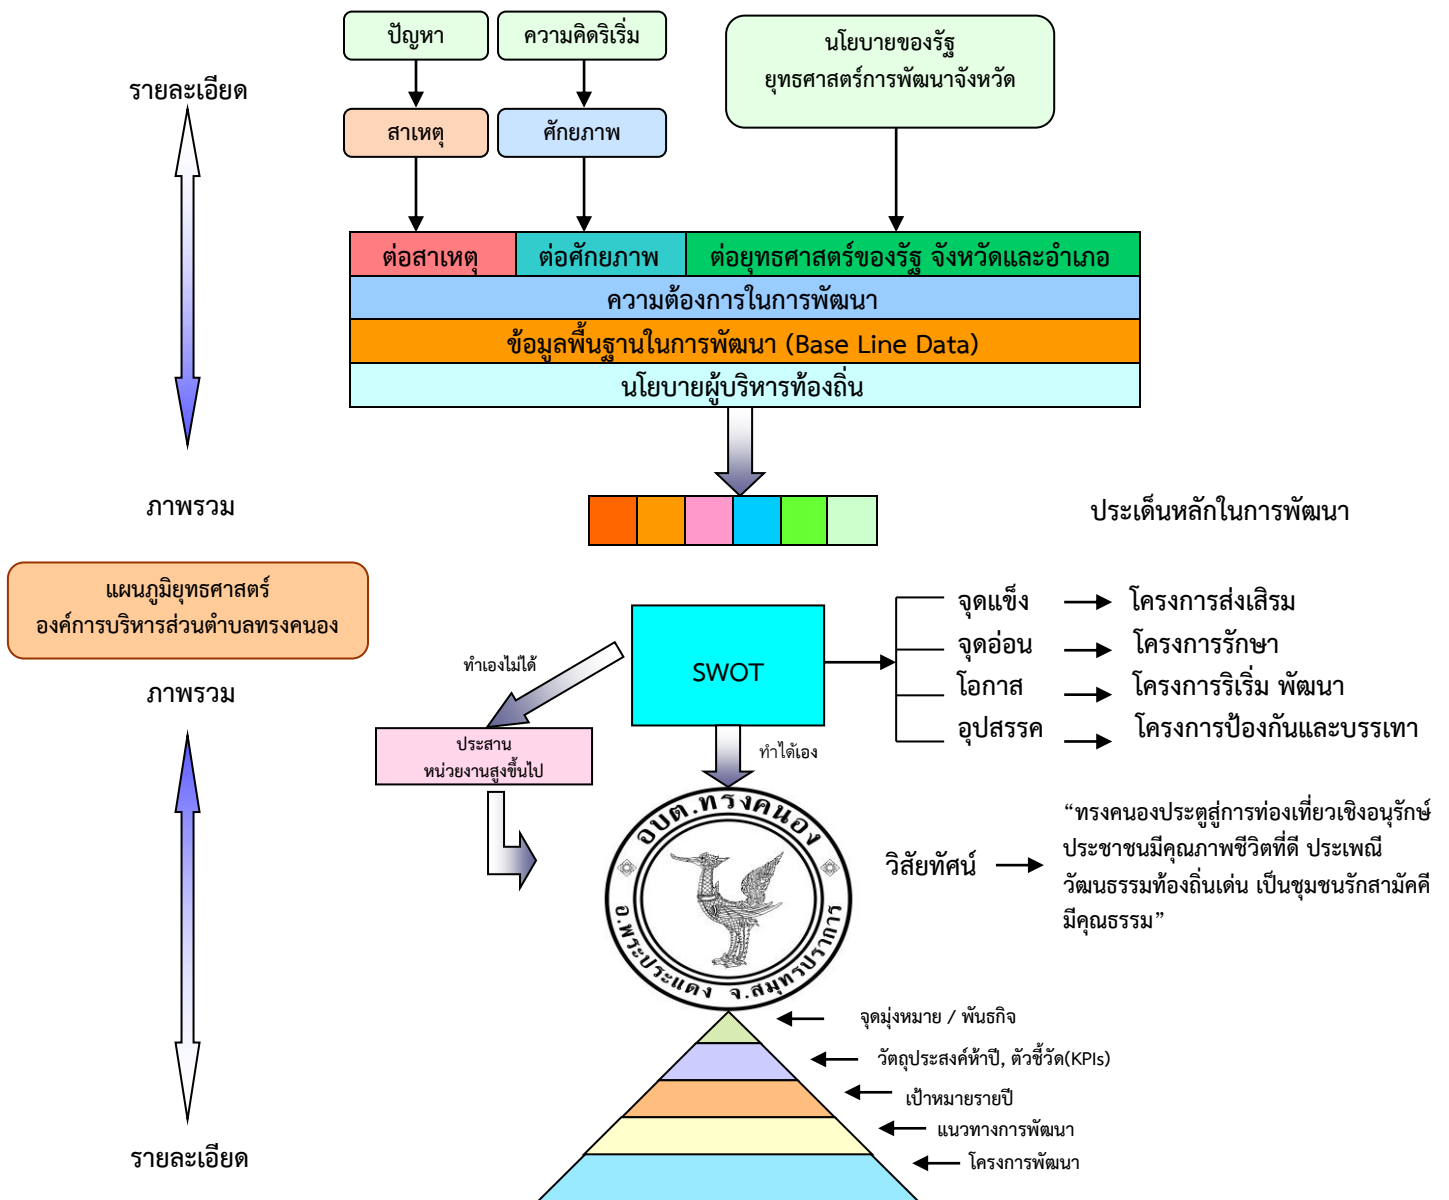 ปัญหา
ความคิดริเริ่ม
นโยบายของรัฐ
ยุทธศาสตร์การพัฒนาจังหวัด
รายละเอียด
สาเหตุ
ศักยภาพ
ต่อสาเหตุ
ต่อศักยภาพ
ต่อยุทธศาสตร์ของรัฐ จังหวัดและอำเภอ
ความต้องการในการพัฒนา
ข้อมูลพื้นฐานในการพัฒนา (Base Line Data)
นโยบายผู้บริหารท้องถิ่น
ภาพรวม
ประเด็นหลักในการพัฒนา
แผนภูมิยุทธศาสตร์
องค์การบริหารส่วนตำบลทรงคนอง
ภาพรวม
ทำเองไม่ได้
SWOT
จุดแข็ง
โครงการส่งเสิรม
จุดอ่อน
โครงการรักษา
โอกาส
โครงการริเริ่ม พัฒนา
อุปสรรค
โครงการป้องกันและบรรเทา
ประสาน
หน่วยงานสูงขึ้นไป
ทำได้เอง
อบต.ทรงคนอง
อ.พระประแดง จ.สมุทรปราการ
วิสัยทัศน์
“ทรงคนองประตูสู่การท่องเที่ยวเชิงอนุรักษ์
ประชาชนมีคุณภาพชีวิตที่ดี ประเพณี
วัฒนธรรมท้องถิ่นเด่น เป็นชุมชนรักสามัคคี
มีคุณธรรม”
จุดมุ่งหมาย / พันธกิจ
วัตถุประสงค์ห้าปี, ตัวชี้วัด(KPIs)
เป้าหมายรายปี
แนวทางการพัฒนา
โครงการพัฒนา
รายละเอียด